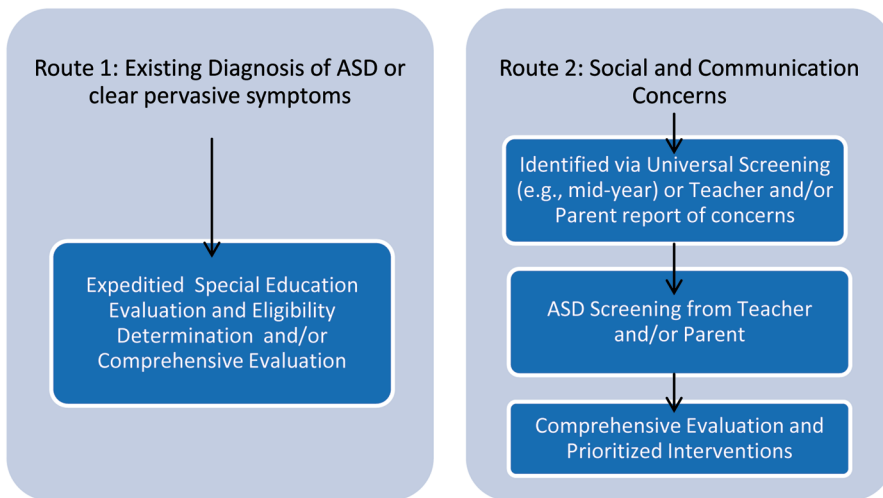 Route 1: Existing Diagnosis of ASD or
clear pervasive symptoms
Expeditied Special Education
Evaluation and Eligibility
Determination and/or
Comprehensive Evaluation
Route 2: Social and Communication
Concerns
Identified via Universal Screening
(e.g., mid-year) or Teacher and/or
Parent report of concerns
ASD Screening from Teacher
and/or Parent
Comprehensive Evaluation and
Prioritized Interventions